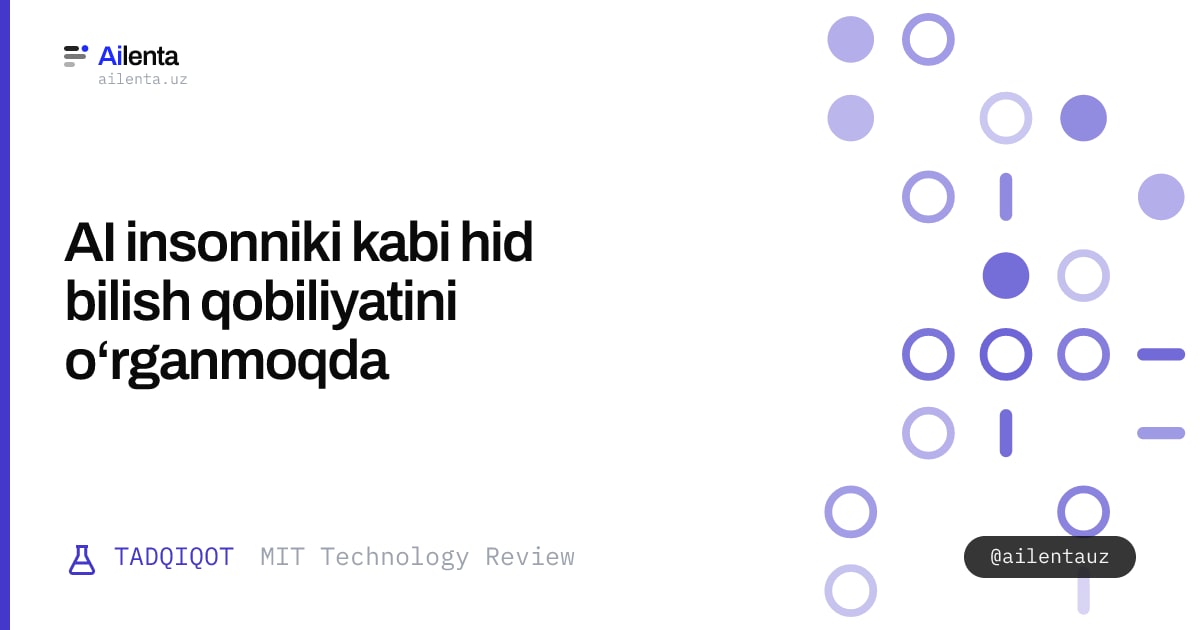 Ailenta
ailenta.uz
AI insonniki kabi hid
bilish qobiliyatini
o‘rganmoqda
TADQIQOT MIT Technology Review
@ailentauz